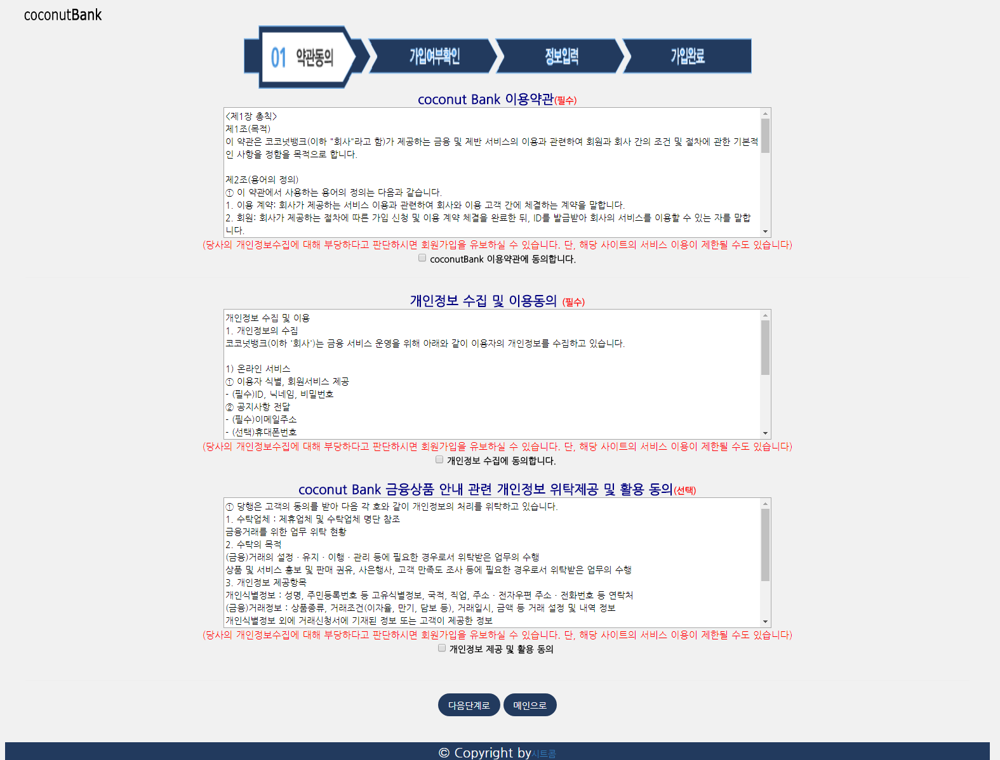 coconutBank
01 약관동의
가입여부확인
정보입력
가입완료
coconut Bank 이용약관(필수)
<제1장 총칙>
제1조(목적)
이 약관은 코코넛뱅크(이하 "회사"라고 함)가 제공하는 금융 및 제반 서비스의 이용과 관련하여 회원과 회사 간의 조건 및 절차에 관한 기본적
인 사항을 정함을 목적으로 합니다.
제2조(용어의 정의)
① 이 약관에서 사용하는 용어의 정의는 다음과 같습니다.
1. 이용 계약: 회사가 제공하는 서비스 이용과 관련하여 회사와 이용 고객 간에 체결하는 계약을 말합니다.
2. 회원: 회사가 제공하는 절차에 따른 가입 신청 및 이용 계약 체결을 완료한 뒤, ID를 발급받아 회사의 서비스를 이용할 수 있는 자를 말합
니다.
(당사의 개인정보수집에 대해 부당하다고 판단하시면 회원가입을 유보하실 수 있습니다. 단, 해당 사이트의 서비스 이용이 제한될 수도 있습니다)
coconutBank 이용약관에 동의합니다.
개인정보 수집 및 이용동의 (필수)
개인정보 수집 및 이용
1. 개인정보의 수집
코코넛뱅크(이하 '회사')는 금융 서비스 운영을 위해 아래와 같이 이용자의 개인정보를 수집하고 있습니다.
1) 온라인 서비스
① 이용자 식별, 회원서비스 제공
- (필수)ID, 닉네임, 비밀번호
② 공지사항 전달
- (필수)이메일주소
- (선택)휴대폰번호
(당사의 개인정보수집에 대해 부당하다고 판단하시면 회원가입을 유보하실 수 있습니다. 단, 해당 사이트의 서비스 이용이 제한될 수도 있습니다)
개인정보 수집에 동의합니다.
coconut Bank 금융상품 안내 관련 개인정보 위탁제공 및 활용 동의(선택)
① 당행은 고객의 동의를 받아 다음 각 호와 같이 개인정보의 처리를 위탁하고 있습니다.
1. 수탁업체 : 제휴업체 및 수탁업체 명단 참조
금융거래를 위한 업무 위탁 현황
2. 수탁의 목적
(금융)거래의 설정 · 유지 · 이행 · 관리 등에 필요한 경우로서 위탁받은 업무의 수행
상품 및 서비스 홍보 및 판매 권유, 사은행사, 고객 만족도 조사 등에 필요한 경우로서 위탁받은 업무의 수행
3. 개인정보 제공항목
개인식별정보 : 성명, 주민등록번호 등 고유식별정보, 국적, 직업, 주소 · 전자우편 주소 · 전화번호 등 연락처
(금융)거래정보 : 상품종류, 거래조건(이자율, 만기, 담보 등), 거래일시, 금액 등 거래 설정 및 내역 정보
개인식별정보 외에 거래신청서에 기재된 정보 또는 고객이 제공한 정보
(당사의 개인정보수집에 대해 부당하다고 판단하시면 회원가입을 유보하실 수 있습니다. 단, 해당 사이트의 서비스 이용이 제한될 수도 있습니다)
개인정보 제공 및 활용 동의
다음단계로 메인으로
© Copyright by시트콤